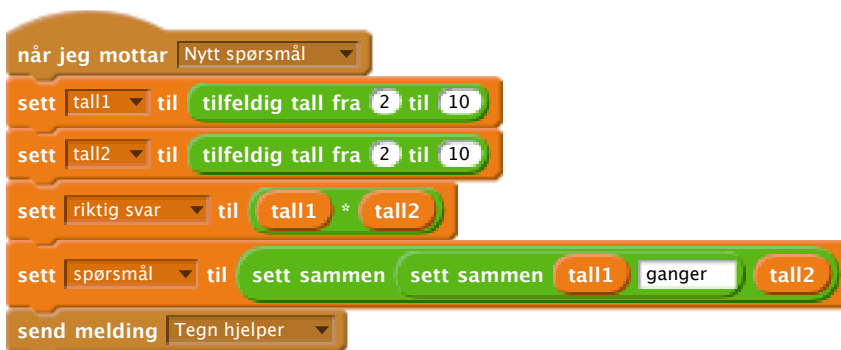 når jeg mottar Nytt spørsmål
sett tall1 til tilfeldig tall fra 2 til 10
sett tall2 til tilfeldig tall fra 2 til 10
sett riktig svar til tall1 * tall2
sett spørsmål til sett sammen sett sammen tall1 ganger tall2
send melding Tegn hjelper